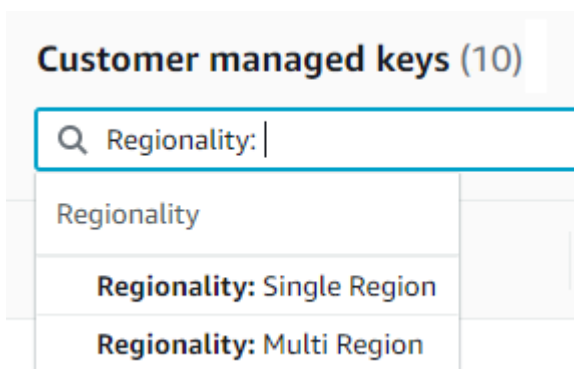 Customer managed keys (10)
Regionality:
Regionality
Regionality: Single Region
Regionality: Multi Region